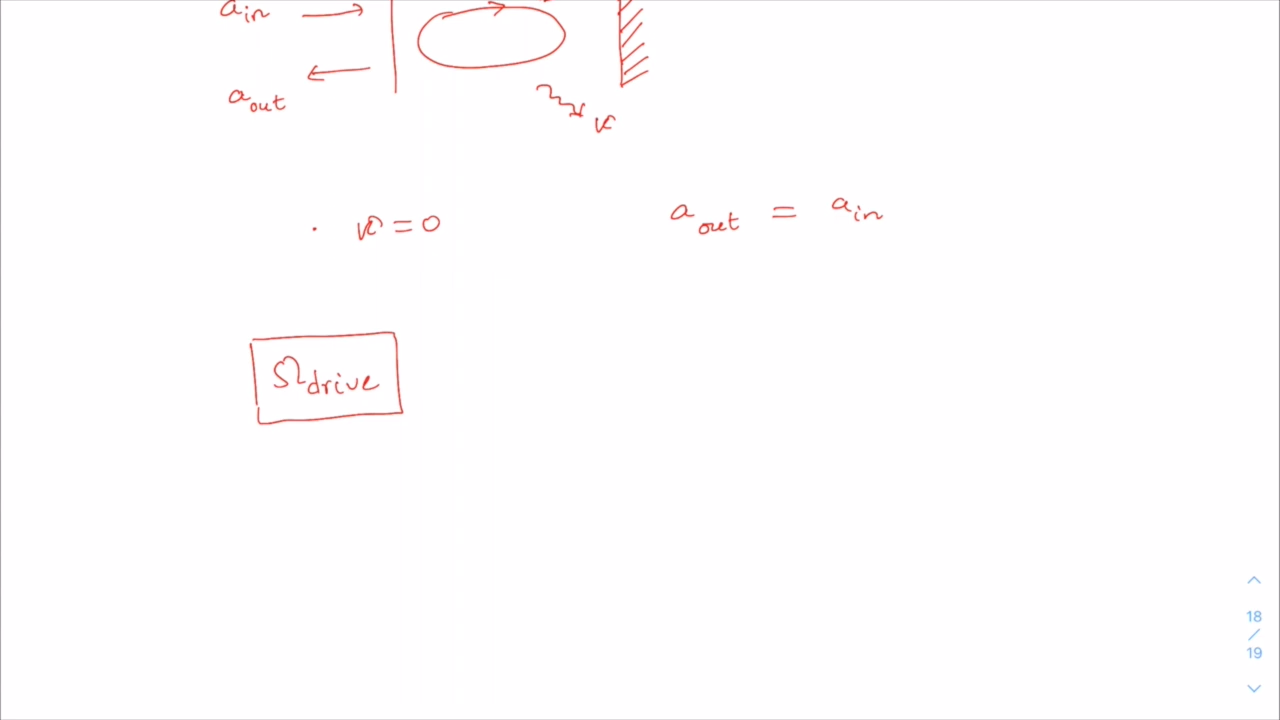 a_in
a_out
κ
· κ = 0
a_out = a_in
Ω_drive
18
/
19